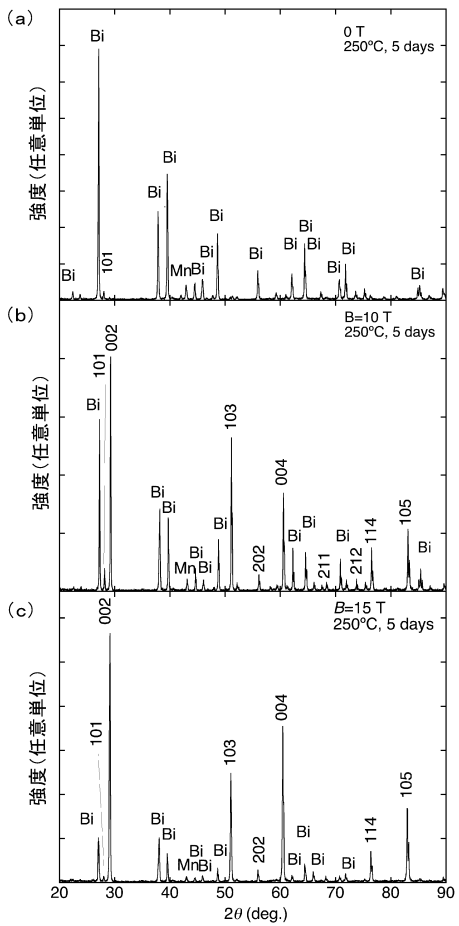 (a)
0 T
250℃, 5 days
強度(任意単位)
Bi
Bi
101
Bi
Bi
Mn
Bi
Bi
Bi
Bi
Bi
Bi
Bi
Bi
Bi
Bi
(b)
B=10 T
250℃, 5 days
強度(任意単位)
Bi
101
002
Bi
Bi
Mn
Bi
Bi
Bi
103
202
004
Bi
Bi
211
Bi
212
114
105
Bi
(c)
B=15 T
250℃, 5 days
強度(任意単位)
Bi
101
002
Bi
Bi
Mn
Bi
Bi
Bi
103
202
004
Bi
Bi
Bi
Bi
114
105
20 30 40 50 60 70 80 90
2θ (deg.)